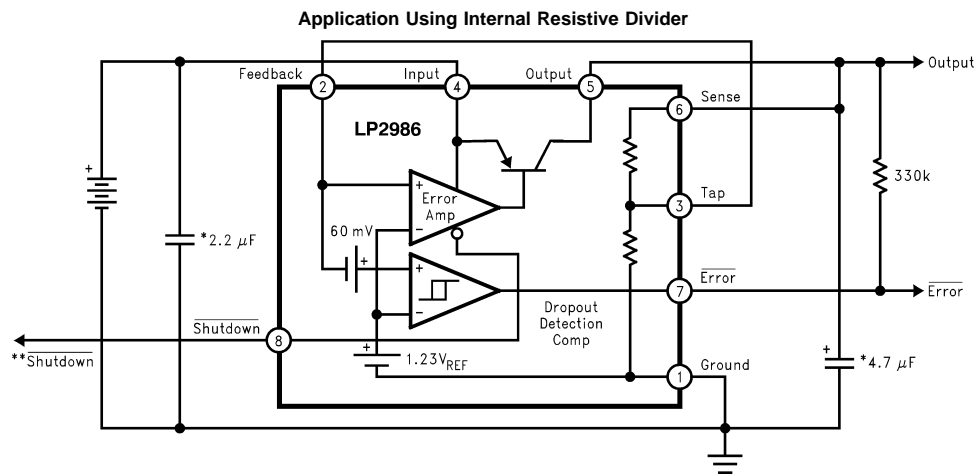 Application Using Internal Resistive Divider
Feedback
Input
Output
Output
2
4
5
6
Sense
LP2986
+
330k
+
Error
Amp
3
Tap
60 mV
−
*2.2 μF
+
+
Error
7
Error
Shutdown
−
Dropout
Detection
Comp
8
**Shutdown
+
1.23VREF
Ground
1
+
*4.7 μF